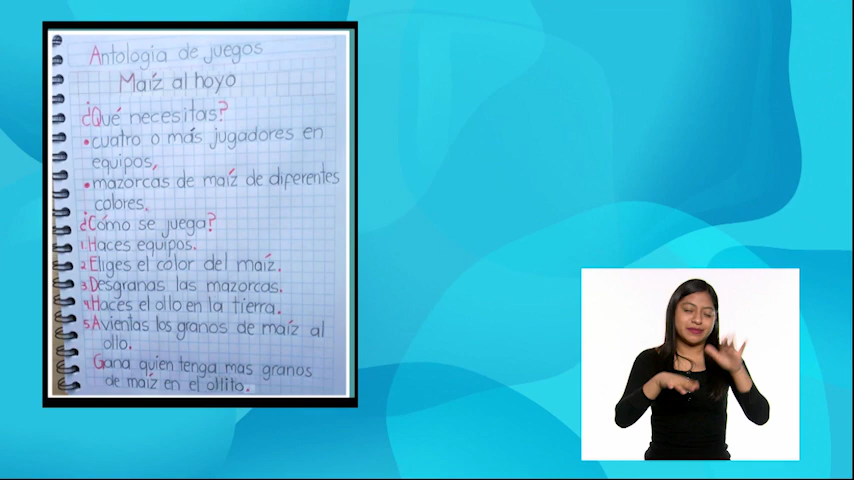 Antología de juegos
Maíz al hoyo
¿Qué necesitas?
•cuatro o más jugadores en
equipos.
•mazorcas de maíz de diferentes
colores.
¿Cómo se juega?
1.Haces equipos.
2.Eliges el color del maíz.
3.Desgranas las mazorcas.
4.Haces el ollo en la tierra.
5.Avientas los granos de maíz al
ollo.
Gana quien tenga mas granos
de maíz en el ollito.